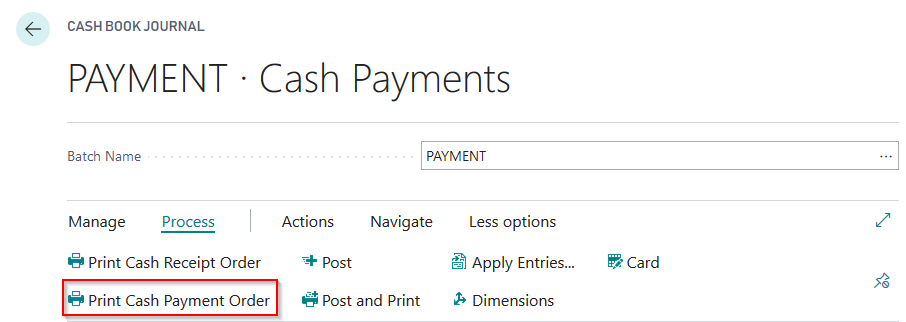 CASH BOOK JOURNAL
PAYMENT · Cash Payments
Batch Name PAYMENT ...
Manage Process Actions Navigate Less options
Print Cash Receipt Order Post Apply Entries... Card
Print Cash Payment Order Post and Print Dimensions